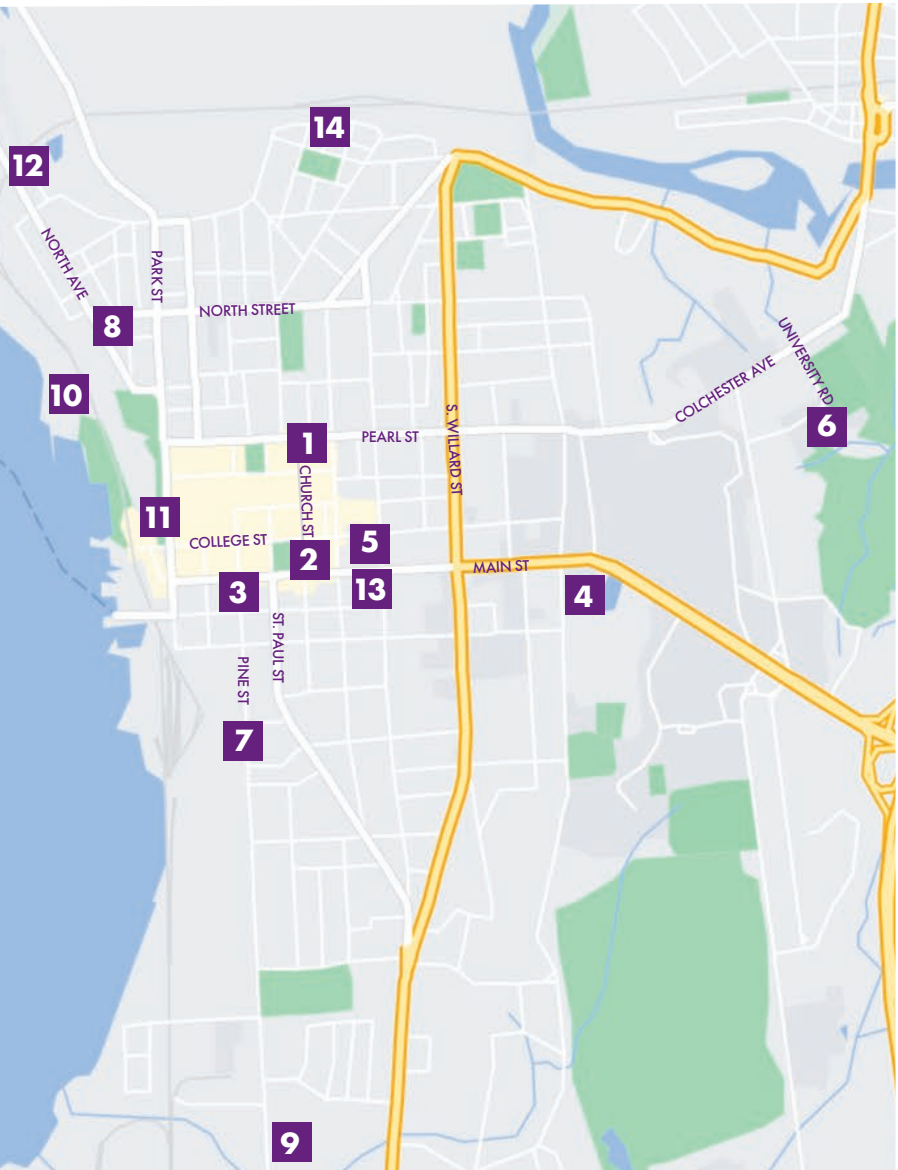 14
12
NORTH AVE
PARK ST
NORTH STREET
8
UNIVERSITY RD
COLCHESTER AVE
10
S. WILLARD ST
6
1
PEARL ST
CHURCH ST
11
COLLEGE ST
5
2
MAIN ST
3
13
4
ST. PAUL ST
PINE ST
7
9